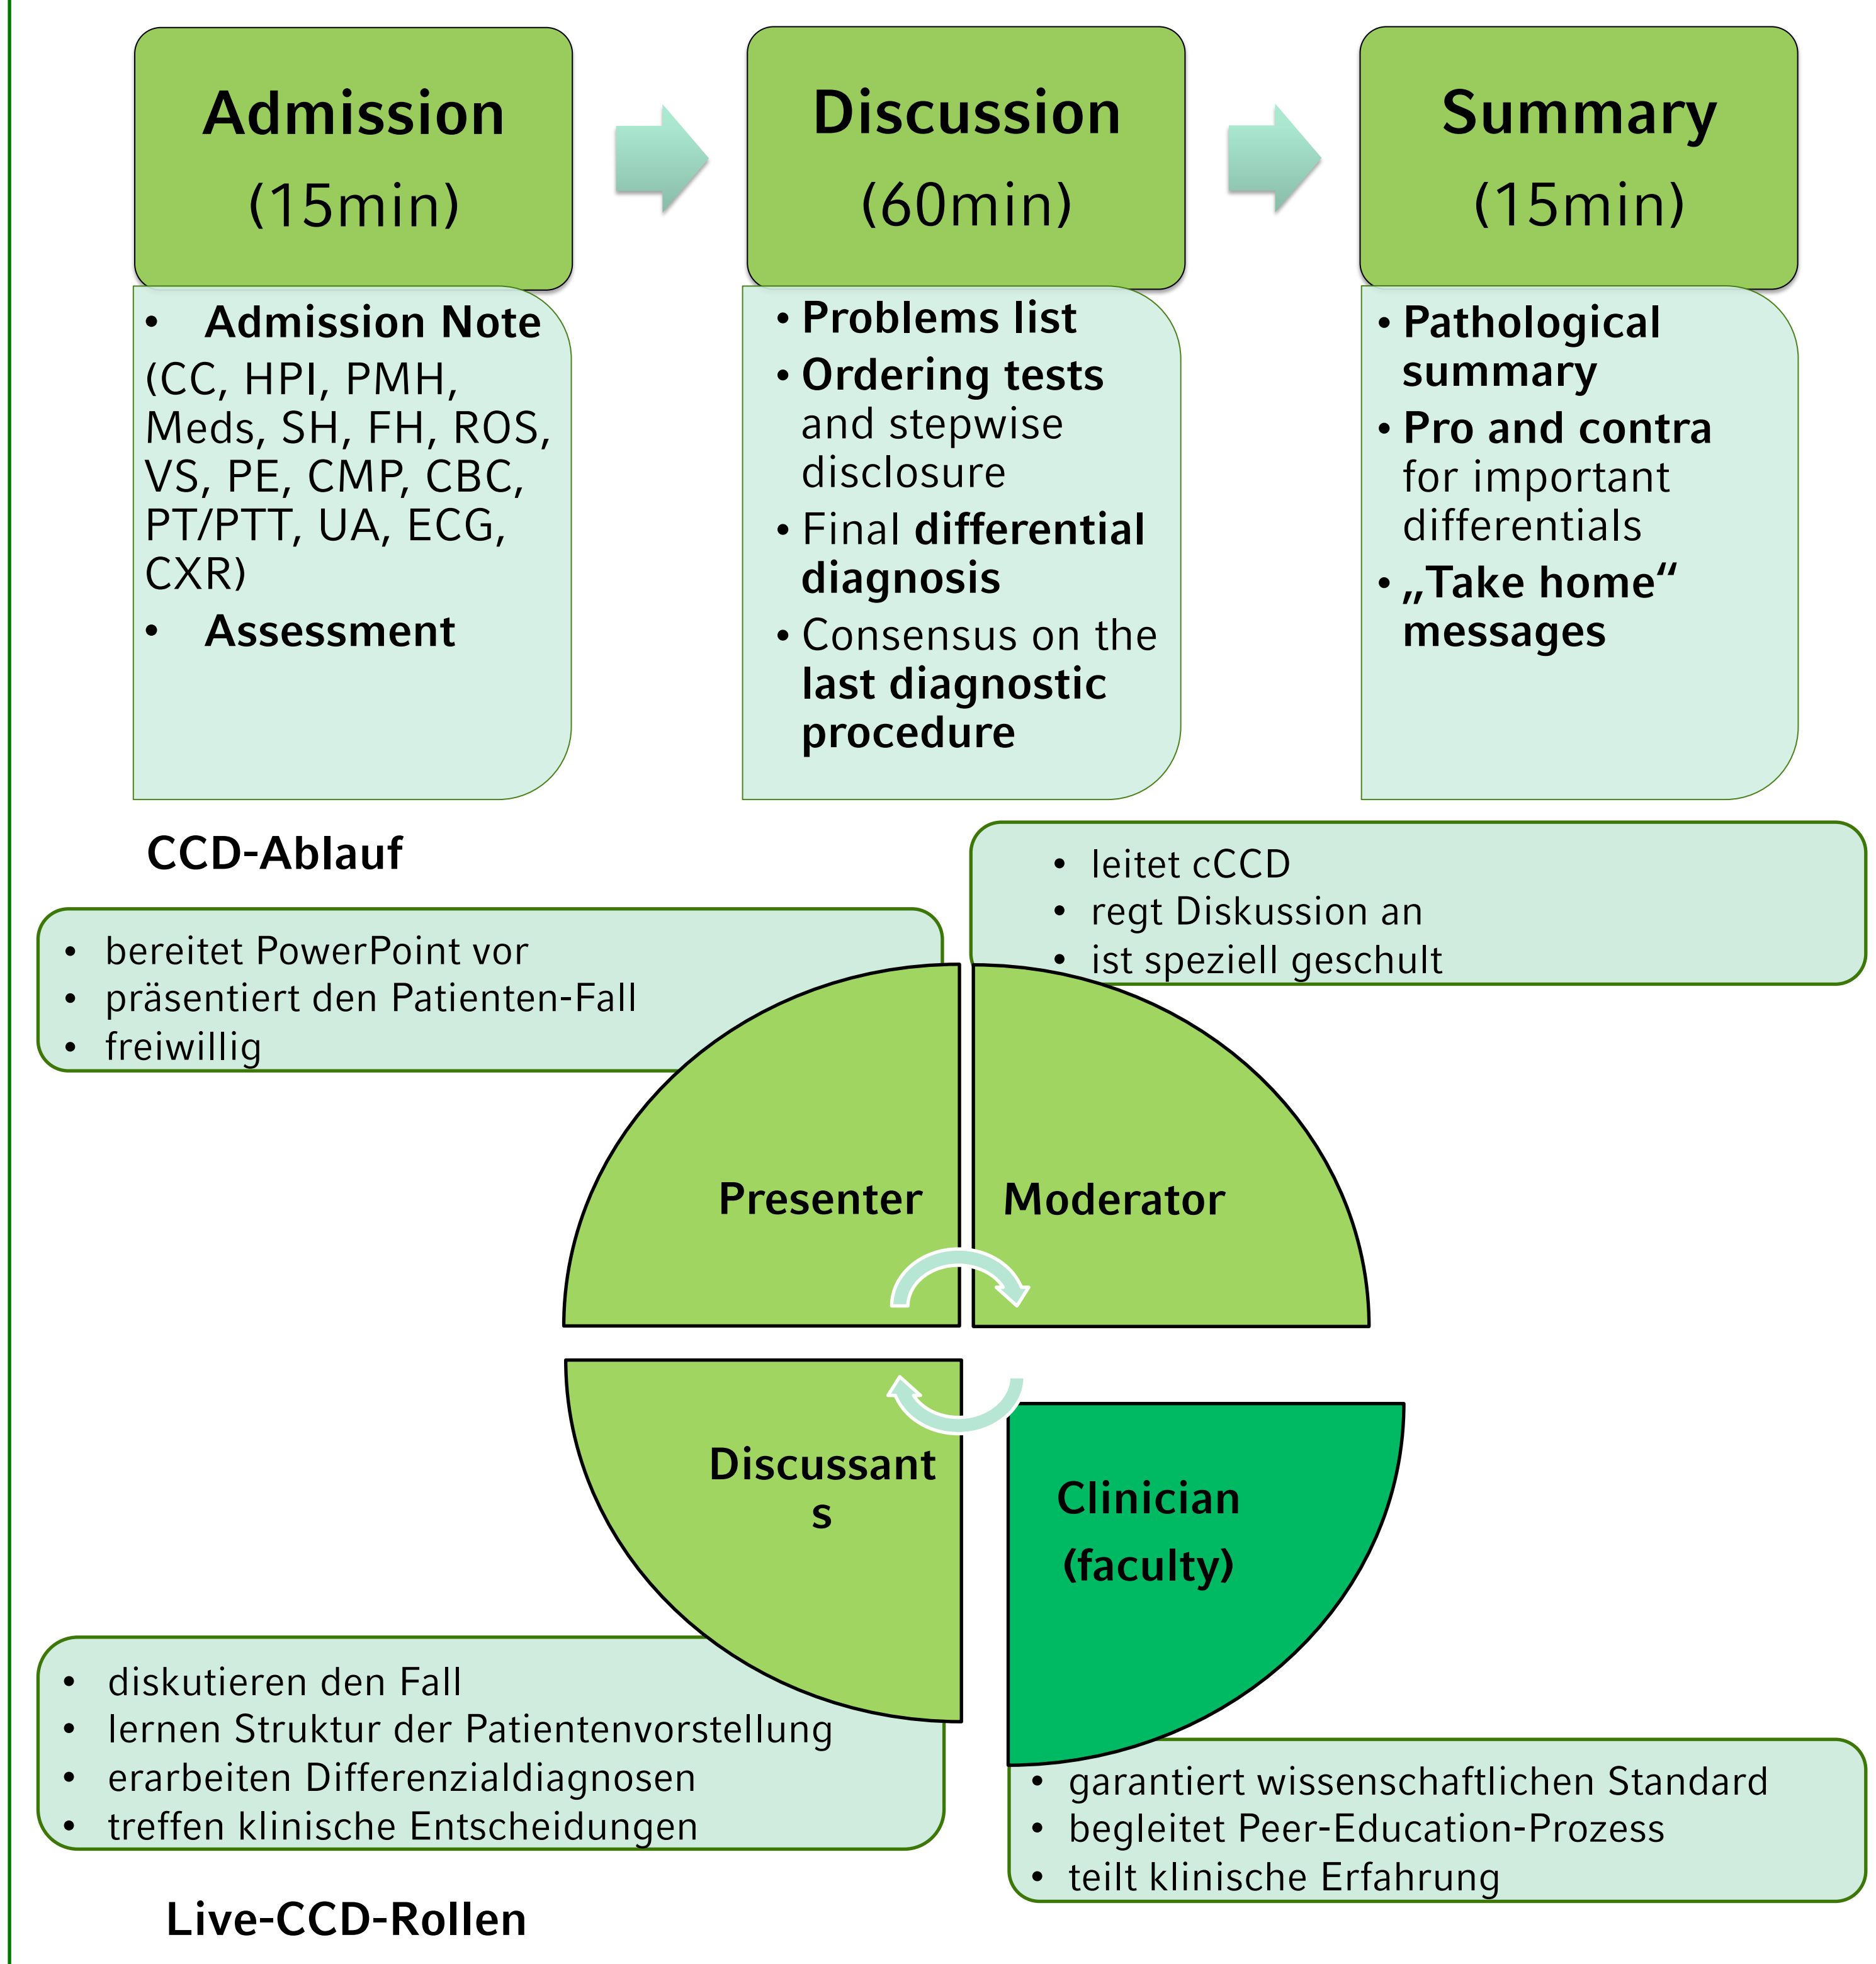 Admission
(15min)
Discussion
(60min)
Summary
(15min)
• Admission Note
(CC, HPI, PMH,
Meds, SH, FH, ROS,
VS, PE, CMP, CBC,
PT/PTT, UA, ECG,
CXR)
• Assessment
• Problems list
• Ordering tests
and stepwise
disclosure
• Final differential
diagnosis
• Consensus on the
last diagnostic
procedure
• Pathological
summary
• Pro and contra
for important
differentials
• „Take home“
messages
CCD-Ablauf
• leitet cCCD
• regt Diskussion an
• ist speziell geschult
• bereitet PowerPoint vor
• präsentiert den Patienten-Fall
• freiwillig
Presenter
Moderator
Discussant
s
Clinician
(faculty)
• diskutieren den Fall
• lernen Struktur der Patientenvorstellung
• erarbeiten Differenzialdiagnosen
• treffen klinische Entscheidungen
• garantiert wissenschaftlichen Standard
• begleitet Peer-Education-Prozess
• teilt klinische Erfahrung
Live-CCD-Rollen